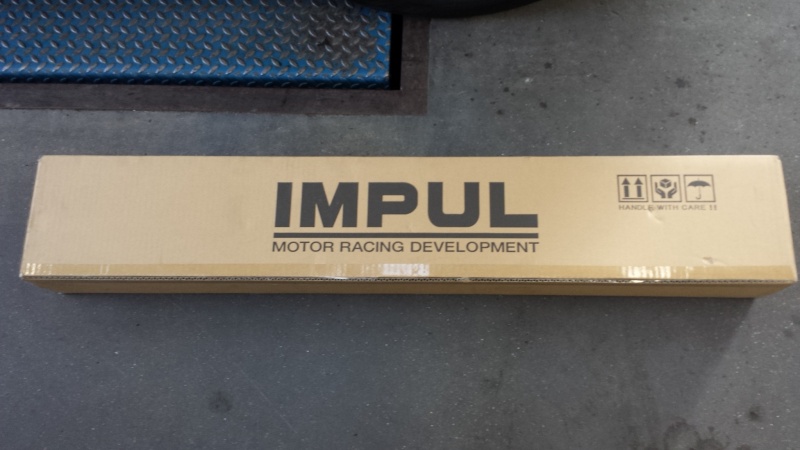 IMPUL
MOTOR RACING DEVELOPMENT
HANDLE WITH CARE !!